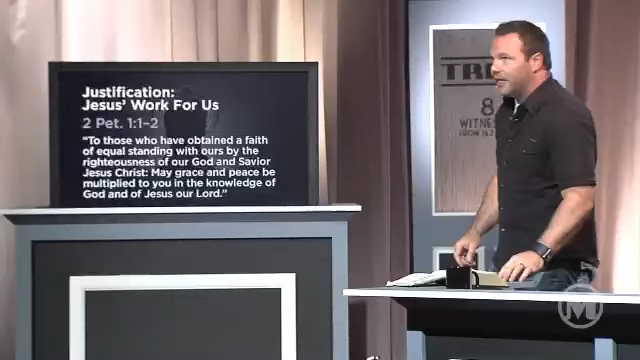 Justification:
Jesus' Work For Us
2 Pet. 1:1-2
"To those who have obtained a faith
of equal standing with ours by the
righteousness of our God and Savior
Jesus Christ: May grace and peace be
multiplied to you in the knowledge of
God and of Jesus our Lord."
8
M